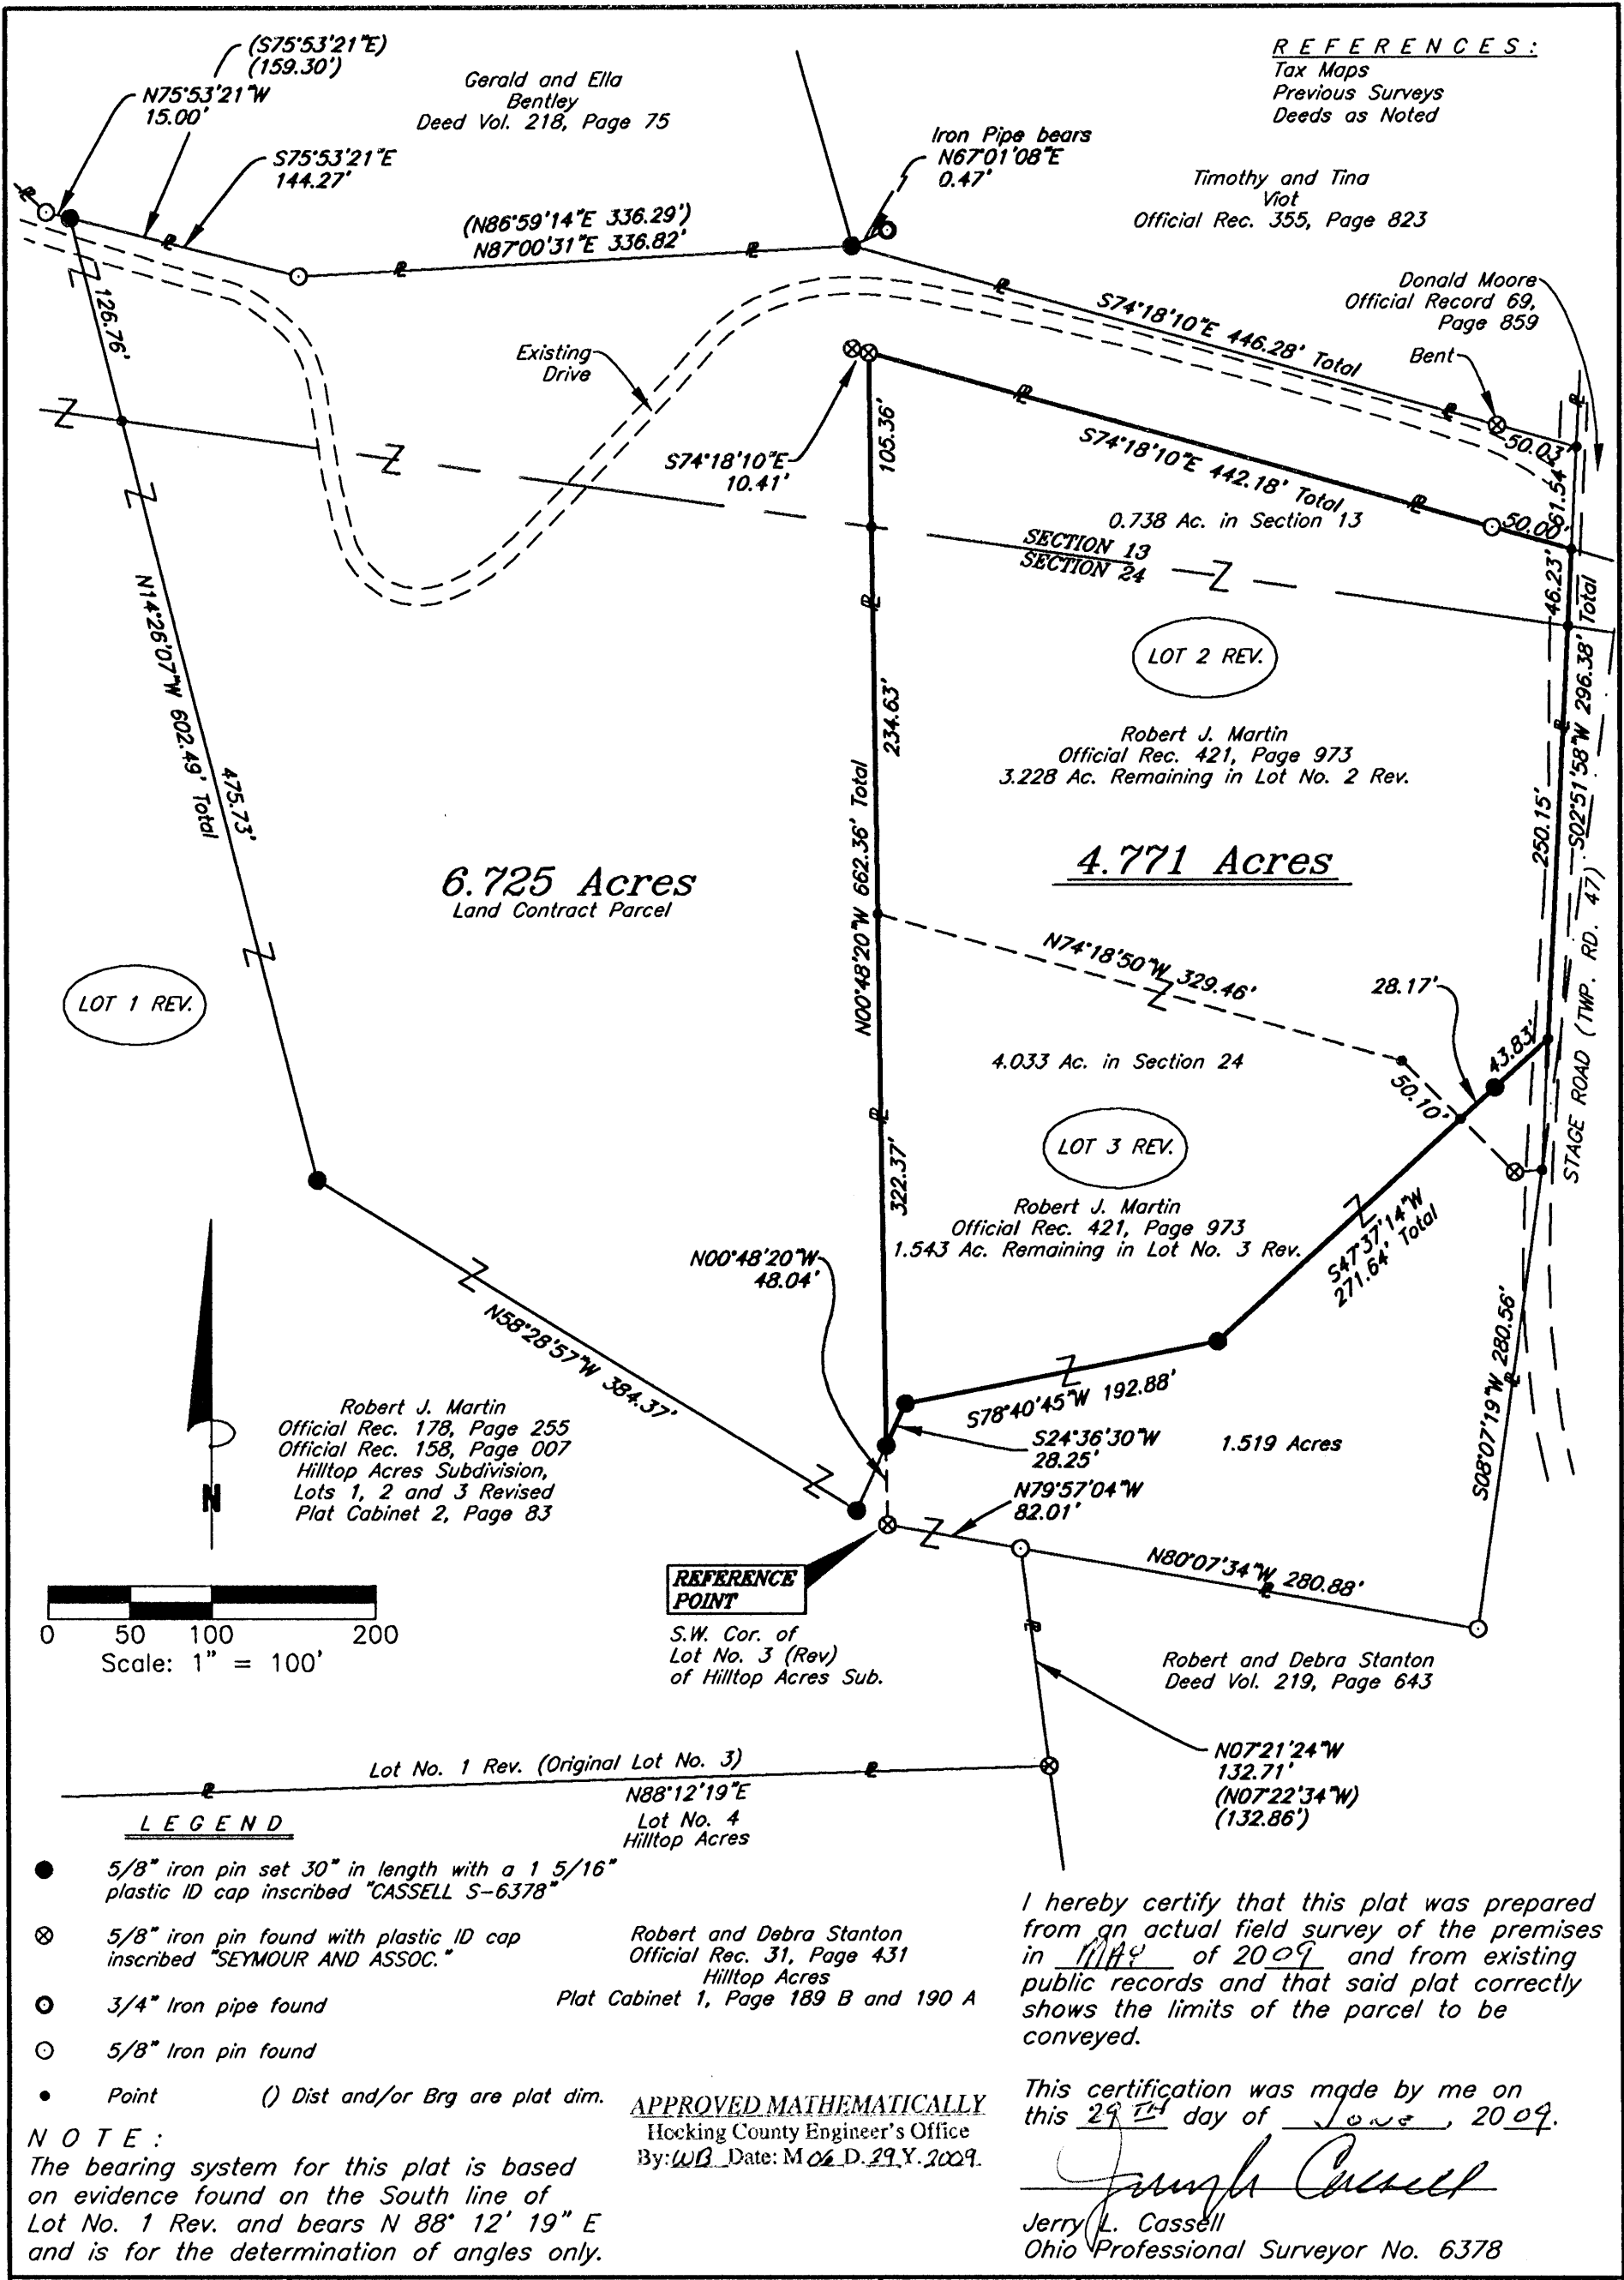 (S75°53'21"E)
(159.30')
N75°53'21"W
15.00'
S75°53'21"E
144.27'
Gerald and Ella
Bentley
Deed Vol. 218, Page 75
(N86°59'14"E 336.29')
N87°00'31"E 336.82'
Iron Pipe bears
N67°01'08"E
0.47'
REFERENCES:
Tax Maps
Previous Surveys
Deeds as Noted
Timothy and Tina
Viot
Official Rec. 355, Page 823
Donald Moore
Official Record 69,
Page 859
Bent
S74°18'10"E 446.28' Total
50.03'
61.54'
126.76'
Existing
Drive
S74°18'10"E
10.41'
105.36'
S74°18'10"E 442.18' Total
0.738 Ac. in Section 13
50.00'
SECTION 13
SECTION 24
46.23'
N14°26'07"W 602.49' Total
475.73'
234.63'
N00°48'20"W 662.36' Total
LOT 2 REV.
Robert J. Martin
Official Rec. 421, Page 973
3.228 Ac. Remaining in Lot No. 2 Rev.
250.15'
S02°51'58"W 296.38' Total
STAGE ROAD (TWP. RD. 47)
6.725 Acres
Land Contract Parcel
4.771 Acres
LOT 1 REV.
N74°18'50"W 329.46'
28.17'
43.83'
50.10'
4.033 Ac. in Section 24
LOT 3 REV.
322.37'
Robert J. Martin
Official Rec. 421, Page 973
1.543 Ac. Remaining in Lot No. 3 Rev.
S47°37'14"W
271.64' Total
N00°48'20"W
48.04'
N58°28'57"W 384.37'
S78°40'45"W 192.88'
S24°36'30"W
28.25'
1.519 Acres
S08°07'19"W 280.56'
N79°57'04"W
82.01'
N80°07'34"W 280.88'
Robert J. Martin
Official Rec. 178, Page 255
Official Rec. 158, Page 007
Hilltop Acres Subdivision,
Lots 1, 2 and 3 Revised
Plat Cabinet 2, Page 83
N
0 50 100 200
Scale: 1" = 100'
REFERENCE
POINT
S.W. Cor. of
Lot No. 3 (Rev)
of Hilltop Acres Sub.
Robert and Debra Stanton
Deed Vol. 219, Page 643
N07°21'24"W
132.71'
(N07°22'34"W)
(132.86')
Lot No. 1 Rev. (Original Lot No. 3)
N88°12'19"E
Lot No. 4
Hilltop Acres
LEGEND
5/8" iron pin set 30" in length with a 1 5/16"
plastic ID cap inscribed "CASSELL S-6378"
5/8" iron pin found with plastic ID cap
inscribed "SEYMOUR AND ASSOC."
3/4" Iron pipe found
5/8" Iron pin found
Point () Dist and/or Brg are plat dim.
Robert and Debra Stanton
Official Rec. 31, Page 431
Hilltop Acres
Plat Cabinet 1, Page 189 B and 190 A
NOTE:
The bearing system for this plat is based
on evidence found on the South line of
Lot No. 1 Rev. and bears N 88° 12' 19" E
and is for the determination of angles only.
APPROVED MATHEMATICALLY
Hocking County Engineer's Office
By: WB Date: M 06 D. 29 Y. 2009.
I hereby certify that this plat was prepared
from an actual field survey of the premises
in MAY of 2009 and from existing
public records and that said plat correctly
shows the limits of the parcel to be
conveyed.
This certification was made by me on
this 29TH day of June, 2009.
Jerry L. Cassell
Jerry L. Cassell
Ohio Professional Surveyor No. 6378